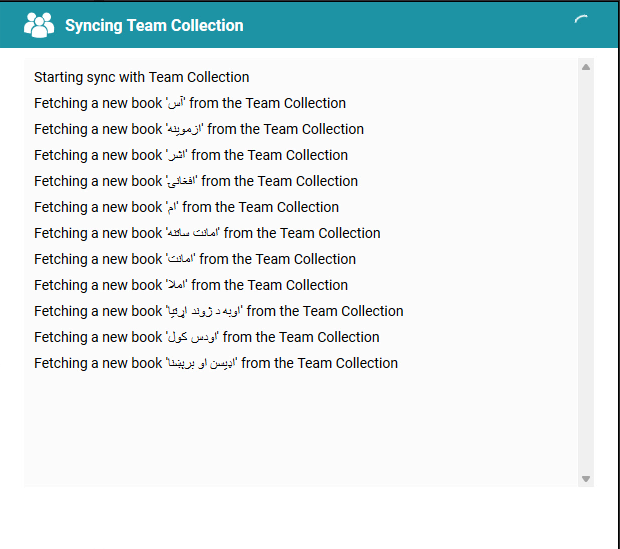 Syncing Team Collection
Starting sync with Team Collection
Fetching a new book 'آس' from the Team Collection
Fetching a new book 'ازموینه' from the Team Collection
Fetching a new book 'اشر' from the Team Collection
Fetching a new book 'افغانۍ' from the Team Collection
Fetching a new book 'ام' from the Team Collection
Fetching a new book 'امانت ساتنه' from the Team Collection
Fetching a new book 'امانت' from the Team Collection
Fetching a new book 'املا' from the Team Collection
Fetching a new book 'اوبه د ژوند اړتیا' from the Team Collection
Fetching a new book 'اودس کول' from the Team Collection
Fetching a new book 'اډیسن او برېښنا' from the Team Collection